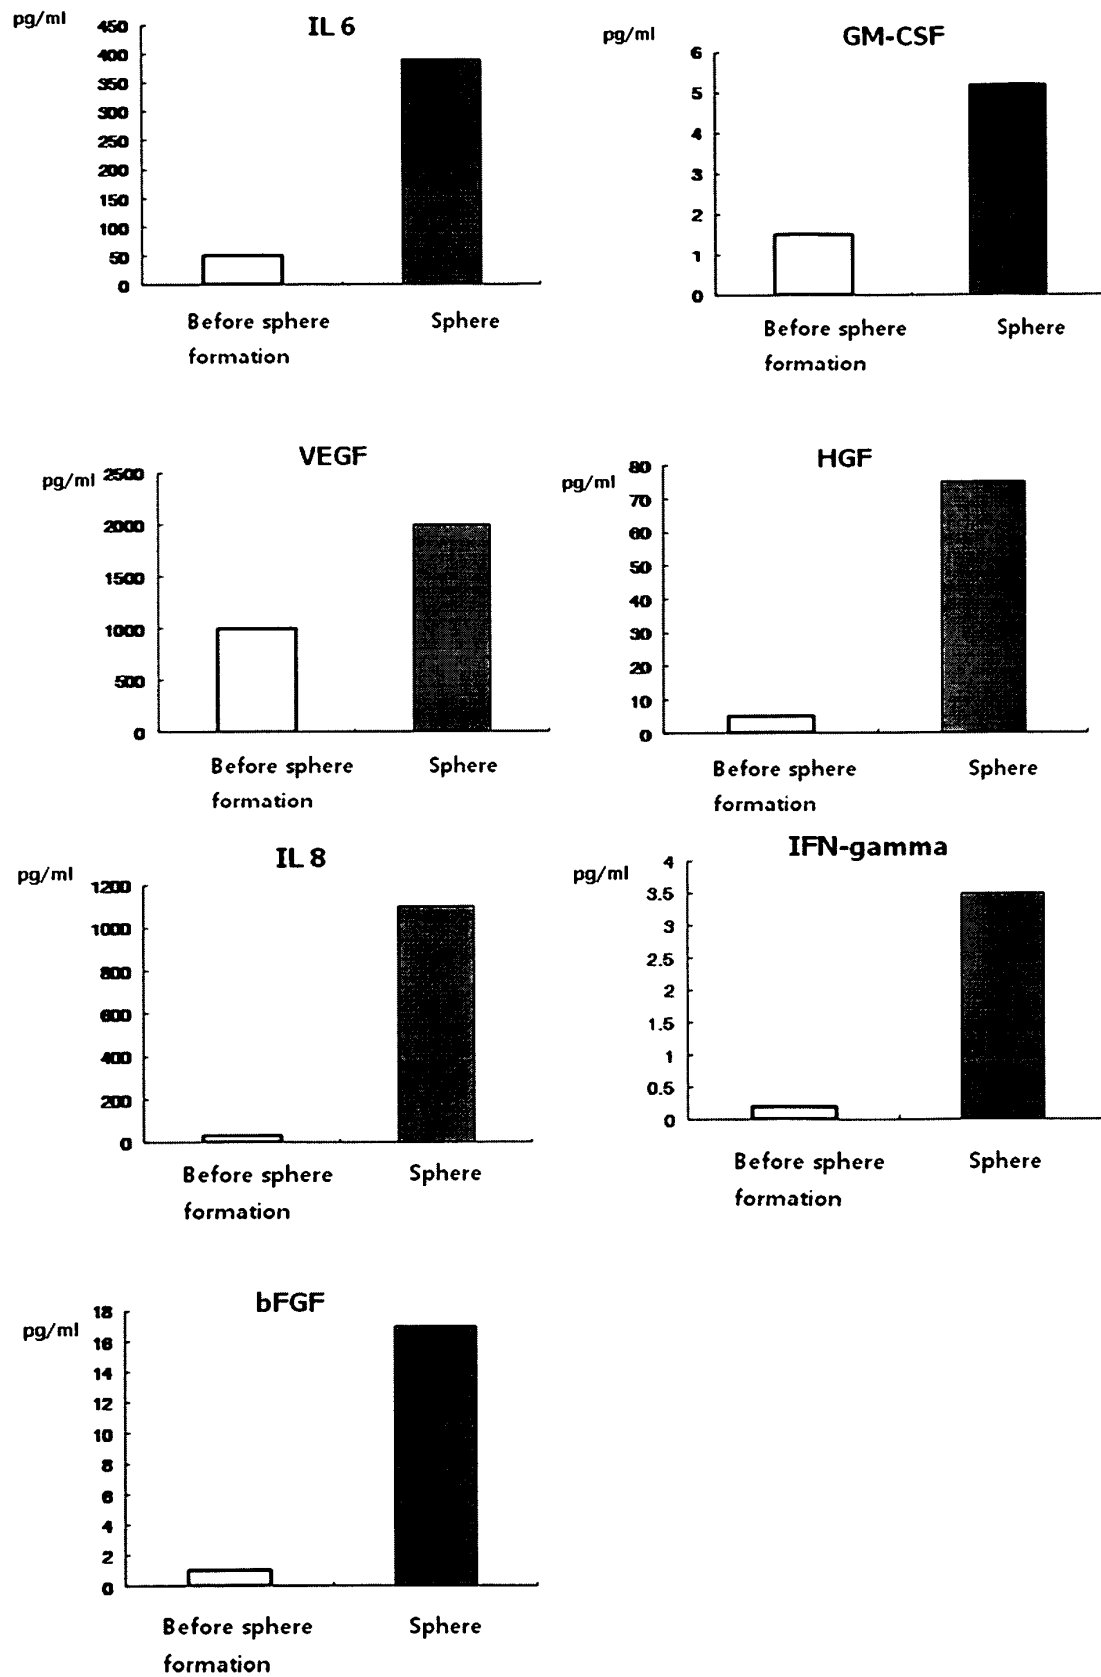 pg/ml
IL 6
450
400
350
300
250
200
150
100
50
0
Before sphere
formation
Sphere
pg/ml
GM-CSF
6
5
4
3
2
1
0
Before sphere
formation
Sphere
pg/ml
VEGF
2500
2000
1500
1000
500
0
Before sphere
formation
Sphere
pg/ml
HGF
80
70
60
50
40
30
20
10
0
Before sphere
formation
Sphere
pg/ml
IL 8
1200
1000
800
600
400
200
0
Before sphere
formation
Sphere
pg/ml
IFN-gamma
4
3.5
3
2.5
2
1.5
1
0.5
0
Before sphere
formation
Sphere
pg/ml
bFGF
18
16
14
12
10
8
6
4
2
0
Before sphere
formation
Sphere